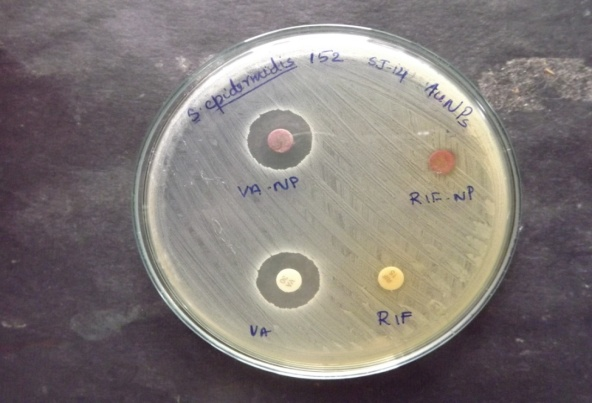 S. epidermidis 152 SJ-14 AuNPs
VA-NP
RIF-NP
VA
RIF